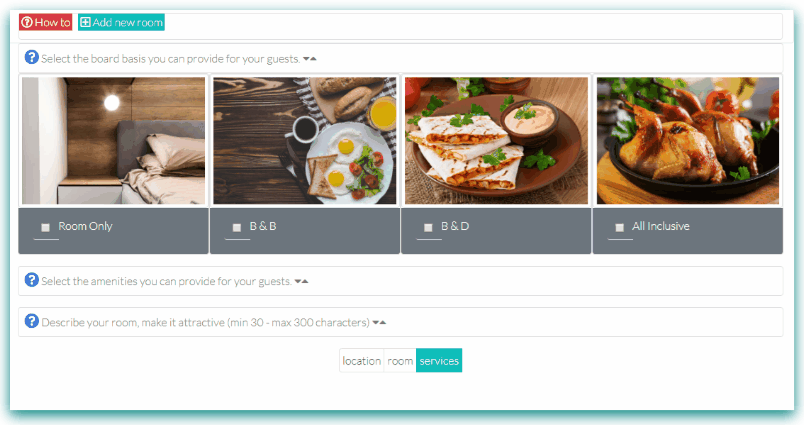 How to Add new room
Select the board basis you can provide for your guests.
Room Only B & B B & D All Inclusive
Select the amenities you can provide for your guests.
Describe your room, make it attractive (min 30 - max 300 characters)
location room services